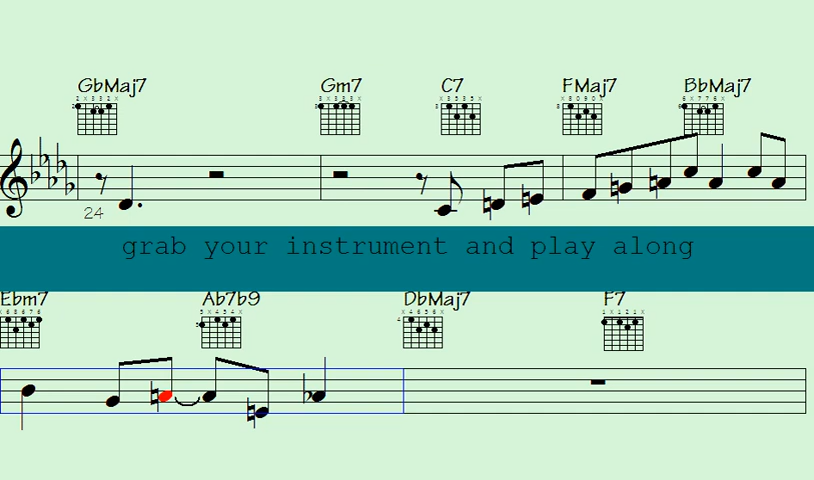 GbMaj7 Gm7 C7 FMaj7 BbMaj7
24
grab your instrument and play along
Ebm7 Ab7b9 DbMaj7 F7